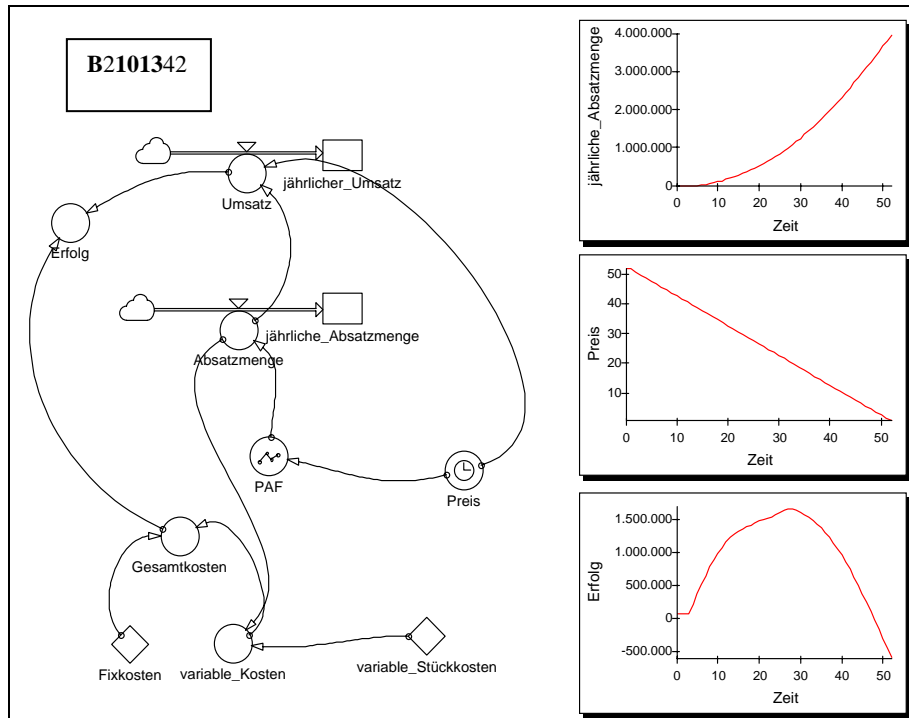 B2101342
jährlicher_Umsatz
Umsatz
Erfolg
jährliche_Absatzmenge
Absatzmenge
PAF
Preis
Gesamtkosten
Fixkosten
variable_Kosten
variable_Stückkosten
jährliche_Absatzmenge
4.000.000
3.000.000
2.000.000
1.000.000
0
0 10 20 30 40 50
Zeit
Preis
50
40
30
20
10
0 10 20 30 40 50
Zeit
Erfolg
1.500.000
1.000.000
500.000
0
-500.000
0 10 20 30 40 50
Zeit